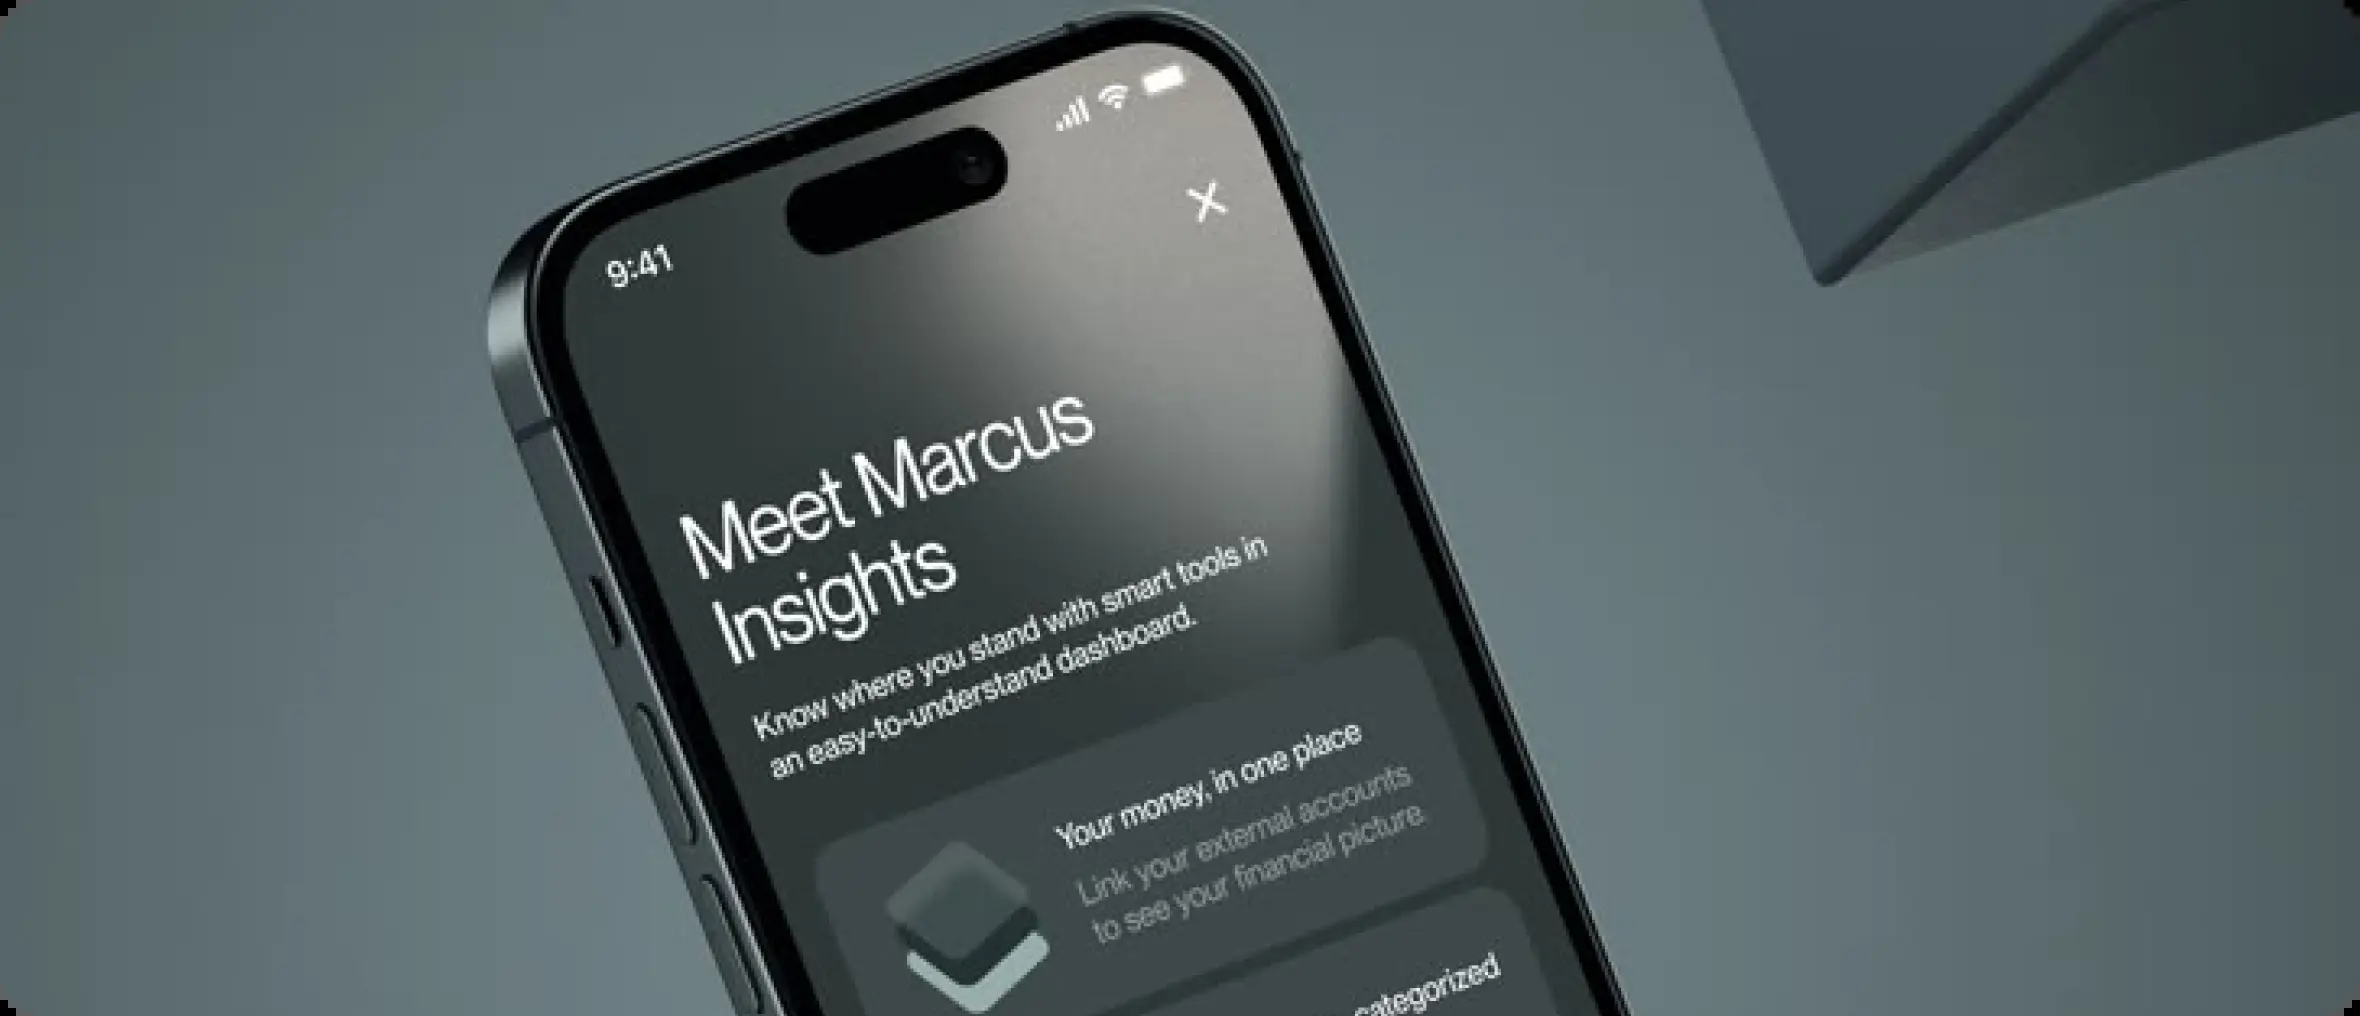 9:41
Meet Marcus
Insights
Know where you stand with smart tools in
an easy-to-understand dashboard.
Your money, in one place
Link your external accounts
to see your financial picture.
categorized